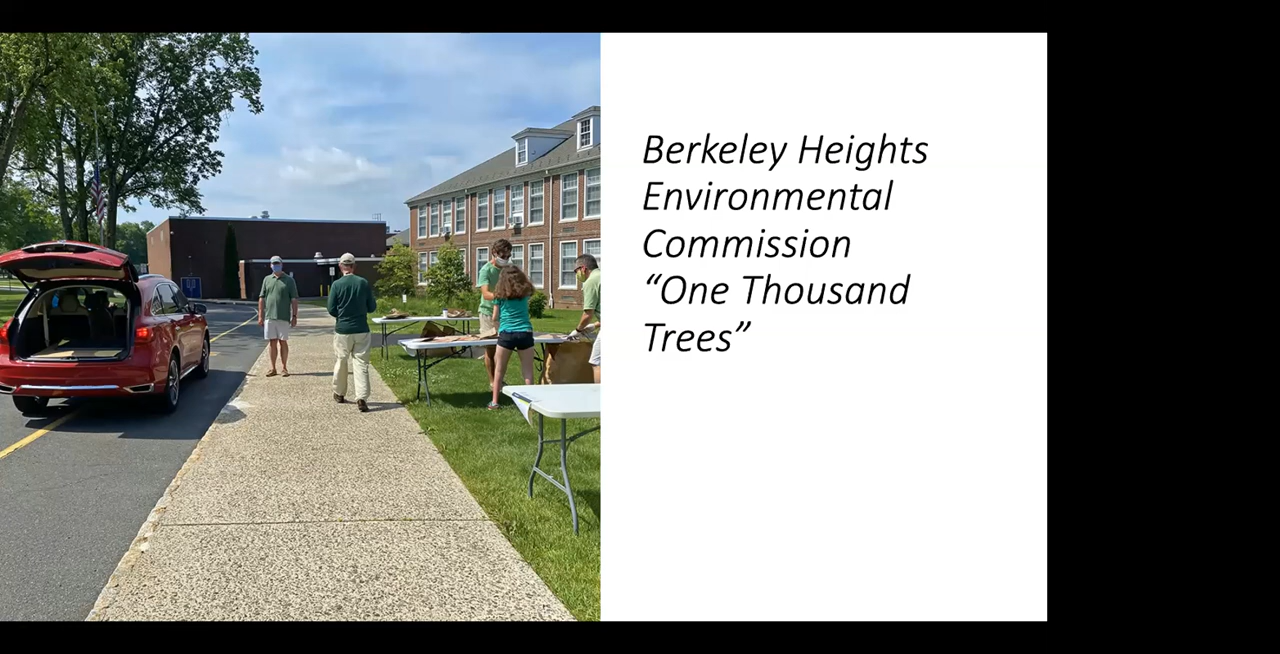 Berkeley Heights
Environmental
Commission
“One Thousand
Trees”